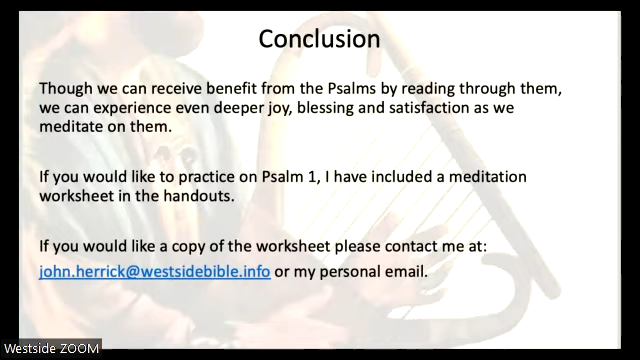 Conclusion
Though we can receive benefit from the Psalms by reading through them,
we can experience even deeper joy, blessing and satisfaction as we
meditate on them.
If you would like to practice on Psalm 1, I have included a meditation
worksheet in the handouts.
If you would like a copy of the worksheet please contact me at:
john.herrick@westsidebible.info or my personal email.
Westside ZOOM